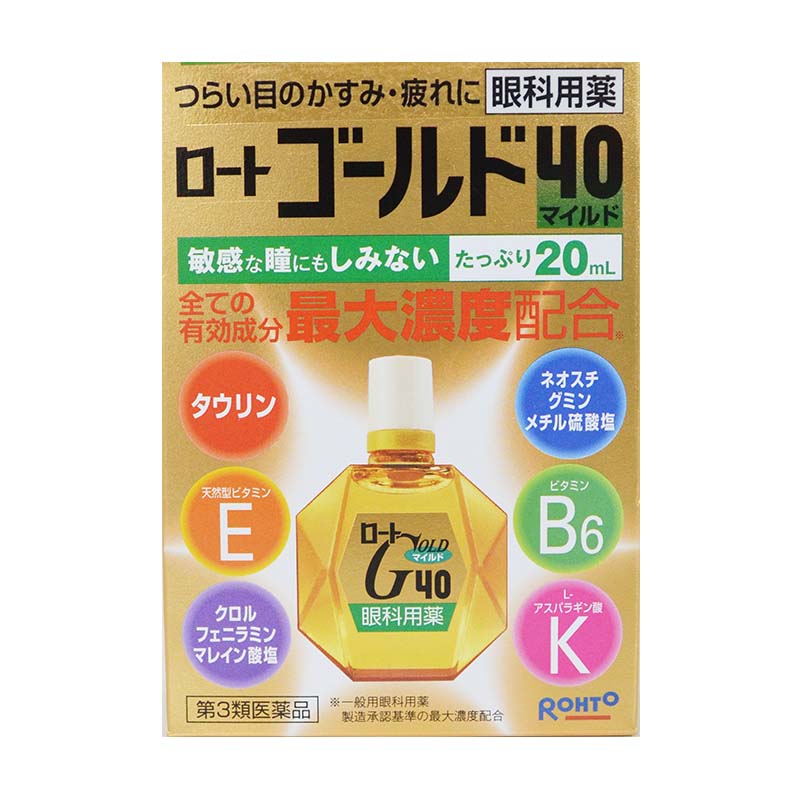 つらい目のかすみ・疲れに 眼科用薬
ロート ゴールド40
マイルド
敏感な瞳にもしみない たっぷり20mL
全ての
有効成分 最大濃度配合※
タウリン
ネオスチ
グミン
メチル硫酸塩
天然型ビタミン
E
ビタミン
B6
クロル
フェニラミン
マレイン酸塩
L-
アスパラギン酸
K
ロート
GOLD
マイルド
40
眼科用薬
第3類医薬品
※一般用眼科用薬
製造承認基準の最大濃度配合
ROHTO